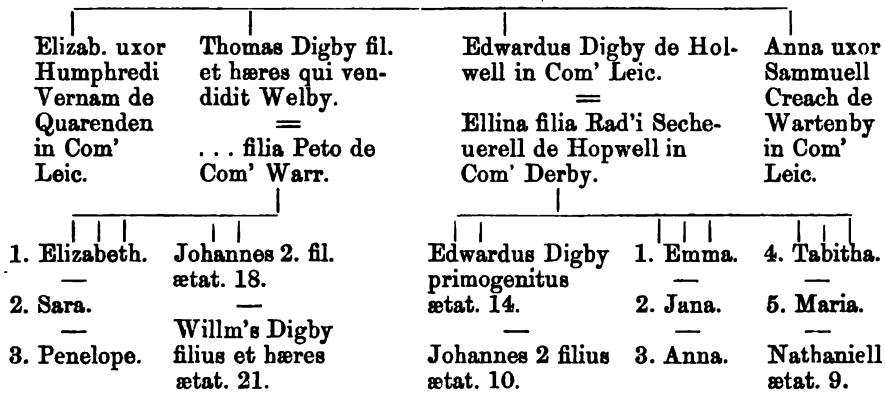 Elizab. uxor
Humphredi
Vernam de
Quarenden
in Com'
Leic.
Thomas Digby fil.
et hæres qui ven-
didit Welby.
=
... filia Peto de
Com' Warr.
Edwardus Digby de Hol-
well in Com' Leic.
=
Ellina filia Rad'i Seche-
uerell de Hopwell in
Com' Derby.
Anna uxor
Sammuell
Creach de
Wartenby
in Com'
Leic.
1. Elizabeth.
—
2. Sara.
—
3. Penelope.
Johannes 2. fil.
ætat. 18.
—
Willm's Digby
filius et hæres
ætat. 21.
Edwardus Digby
primogenitus
ætat. 14.
—
Johannes 2 filius
ætat. 10.
1. Emma.
—
2. Jana.
—
3. Anna.
4. Tabitha.
—
5. Maria.
—
Nathaniell
ætat. 9.